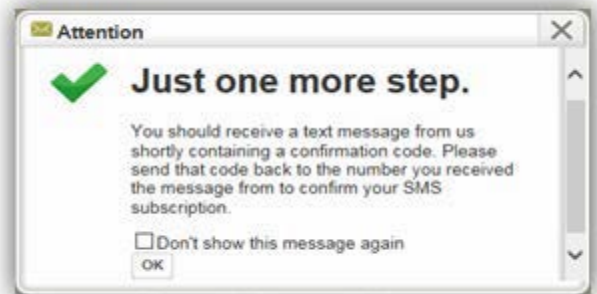 Attention
Just one more step.
You should receive a text message from us
shortly containing a confirmation code. Please
send that code back to the number you received
the message from to confirm your SMS
subscription.
Don't show this message again
OK